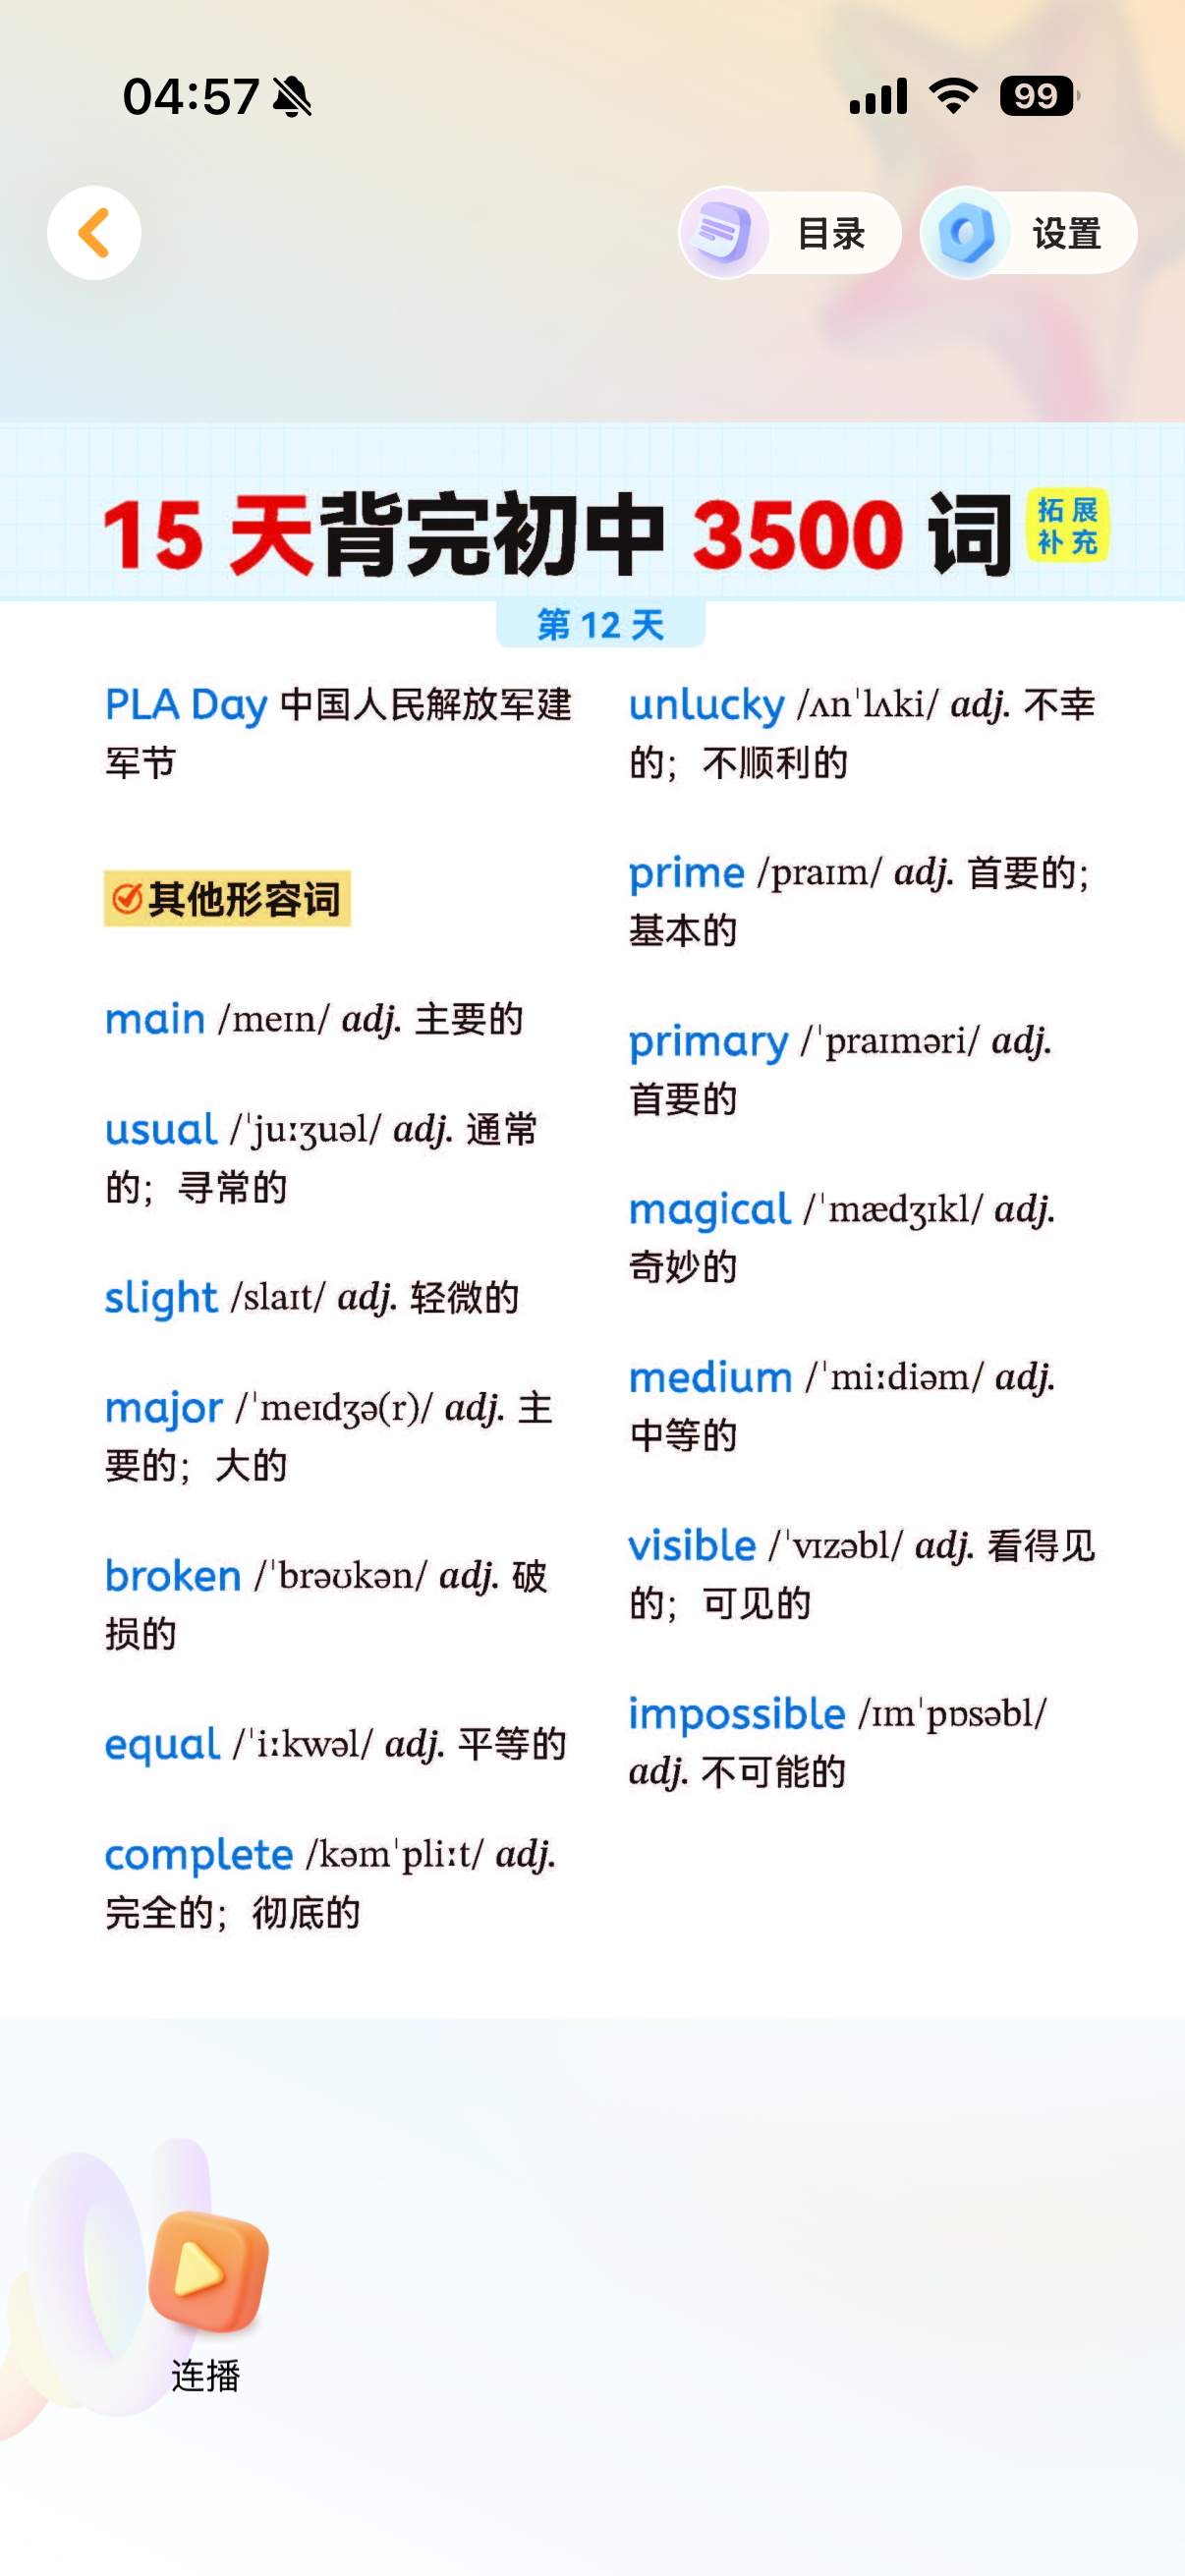 04:57
99
目录
设置
15 天背完初中 3500 词
拓展
补充
第 12 天
PLA Day 中国人民解放军建
军节
其他形容词
main /meɪn/ adj. 主要的
usual /ˈjuːʒuəl/ adj. 通常
的；寻常的
slight /slaɪt/ adj. 轻微的
major /ˈmeɪdʒə(r)/ adj. 主
要的；大的
broken /ˈbrəʊkən/ adj. 破
损的
equal /ˈiːkwəl/ adj. 平等的
complete /kəmˈpliːt/ adj.
完全的；彻底的
unlucky /ʌnˈlʌki/ adj. 不幸
的；不顺利的
prime /praɪm/ adj. 首要的；
基本的
primary /ˈpraɪməri/ adj.
首要的
magical /ˈmædʒɪkl/ adj.
奇妙的
medium /ˈmiːdiəm/ adj.
中等的
visible /ˈvɪzəbl/ adj. 看得见
的；可见的
impossible /ɪmˈpɒsəbl/
adj. 不可能的
连播